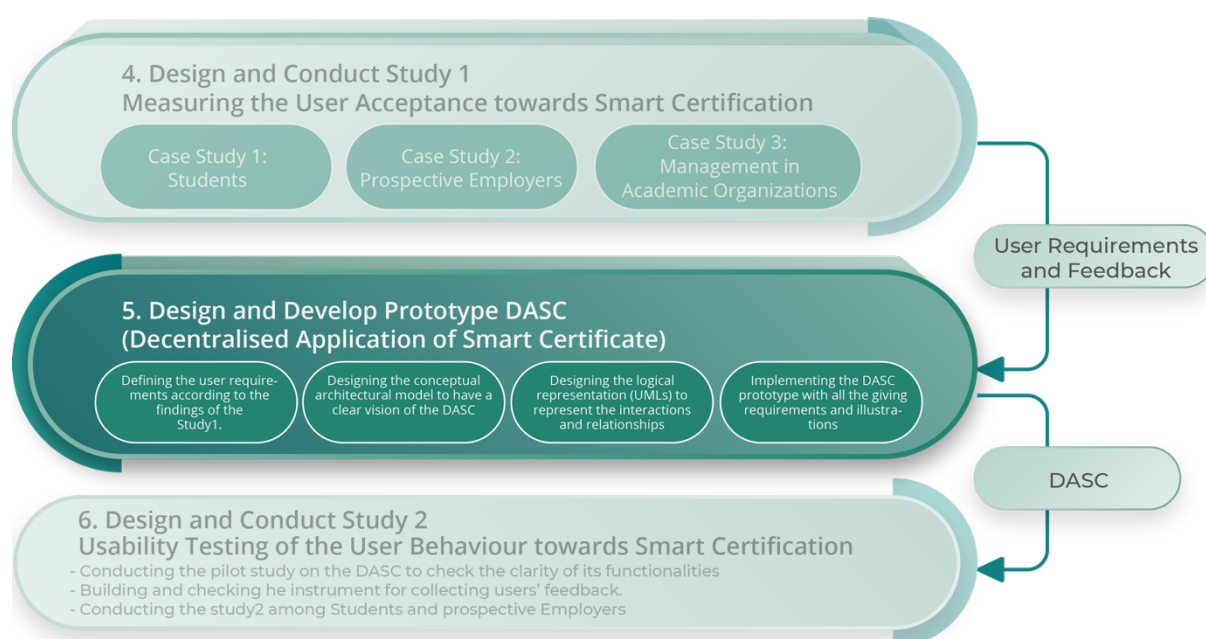 4. Design and Conduct Study 1
Measuring the User Acceptance towards Smart Certification
Case Study 1:
Students
Case Study 2:
Prospective Employers
Case Study 3:
Management in
Academic Organizations
User Requirements
and Feedback
5. Design and Develop Prototype DASC
(Decentralised Application of Smart Certificate)
Defining the user require-
ments according to the
findings of the
Study1.
Designing the conceptual
architectural model to have a
clear vision of the DASC
Designing the logical
representation (UMLs) to
represent the interactions
and relationships
Implementing the DASC
prototype with all the giving
requirements and illustra-
tions
DASC
6. Design and Conduct Study 2
Usability Testing of the User Behaviour towards Smart Certification
- Conducting the pilot study on the DASC to check the clarity of its functionalities
- Building and checking he instrument for collecting users’ feedback.
- Conducting the study2 among Students and prospective Employers